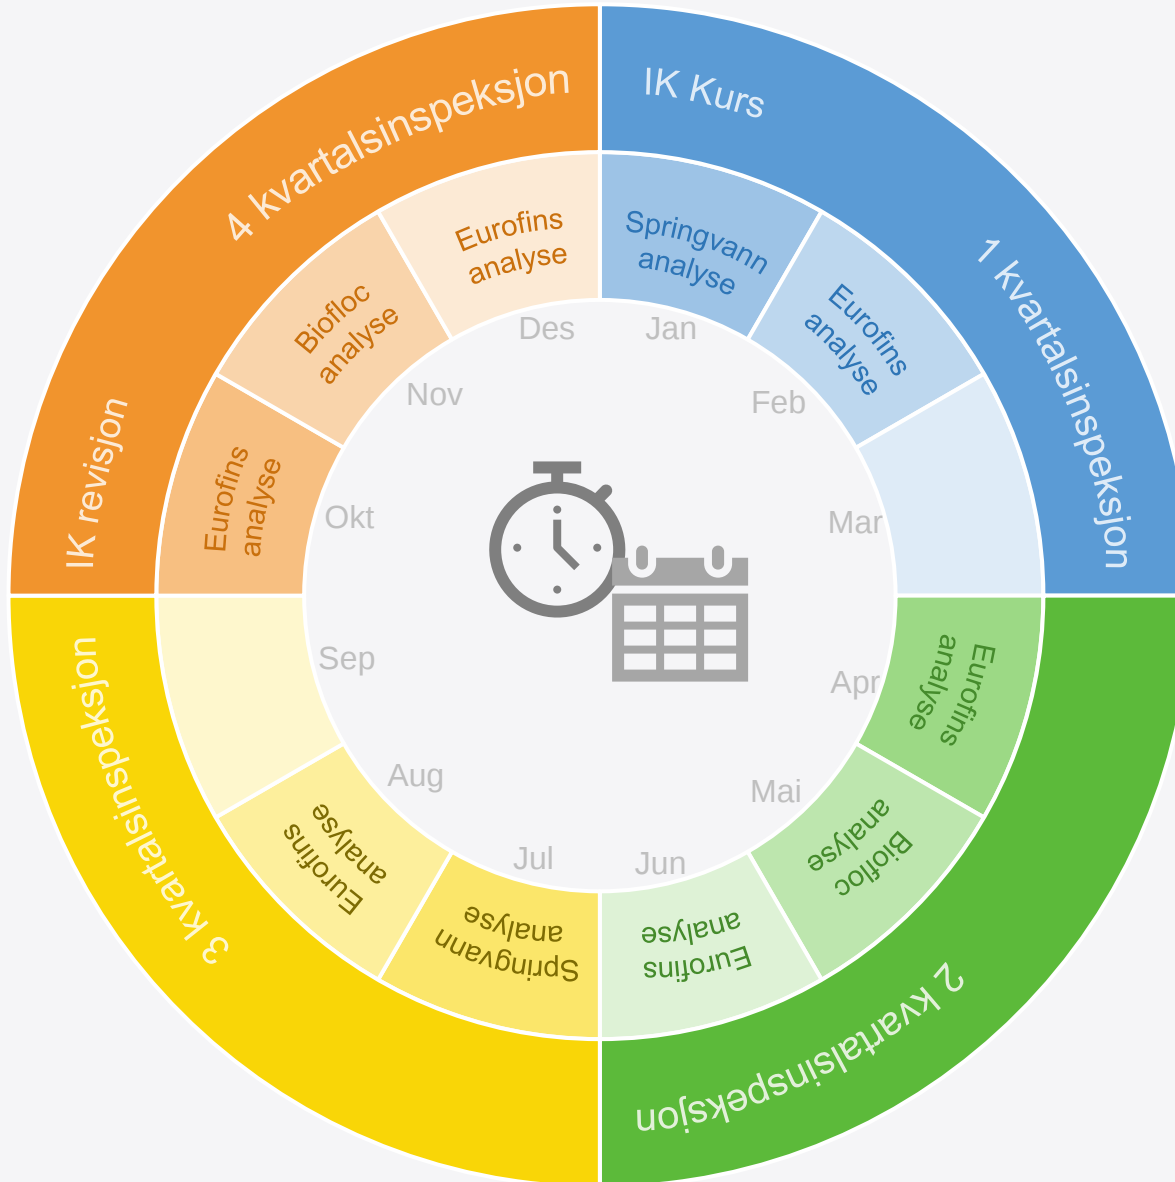 IK Kurs
1 kvartalsinspeksjon
2 kvartalsinspeksjon
3 kvartalsinspeksjon
IK revisjon
4 kvartalsinspeksjon
Springvann
analyse
Eurofins
analyse
Eurofins
analyse
Biofloc
analyse
Eurofins
analyse
Springvann
analyse
Eurofins
analyse
Eurofins
analyse
Biofloc
analyse
Eurofins
analyse
Jan
Feb
Mar
Apr
Mai
Jun
Jul
Aug
Sep
Okt
Nov
Des